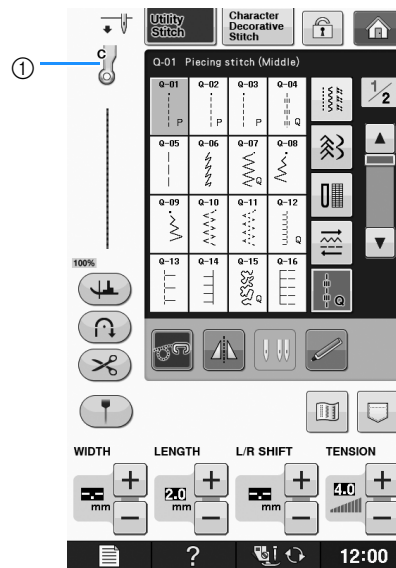 Utility Stitch
Character Decorative Stitch
① C
Q-01 Piecing stitch (Middle)
1/2
Q-01 Q-02 Q-03 Q-04
P P P Q
Q-05 Q-06 Q-07 Q-08
Q
Q-09 Q-10 Q-11 Q-12
Q
100%
Q-13 Q-14 Q-15 Q-16
Q
Q
WIDTH LENGTH L/R SHIFT TENSION
-.- + 2.0 + -.- + 4.0 +
mm − mm − mm − −
? 12:00